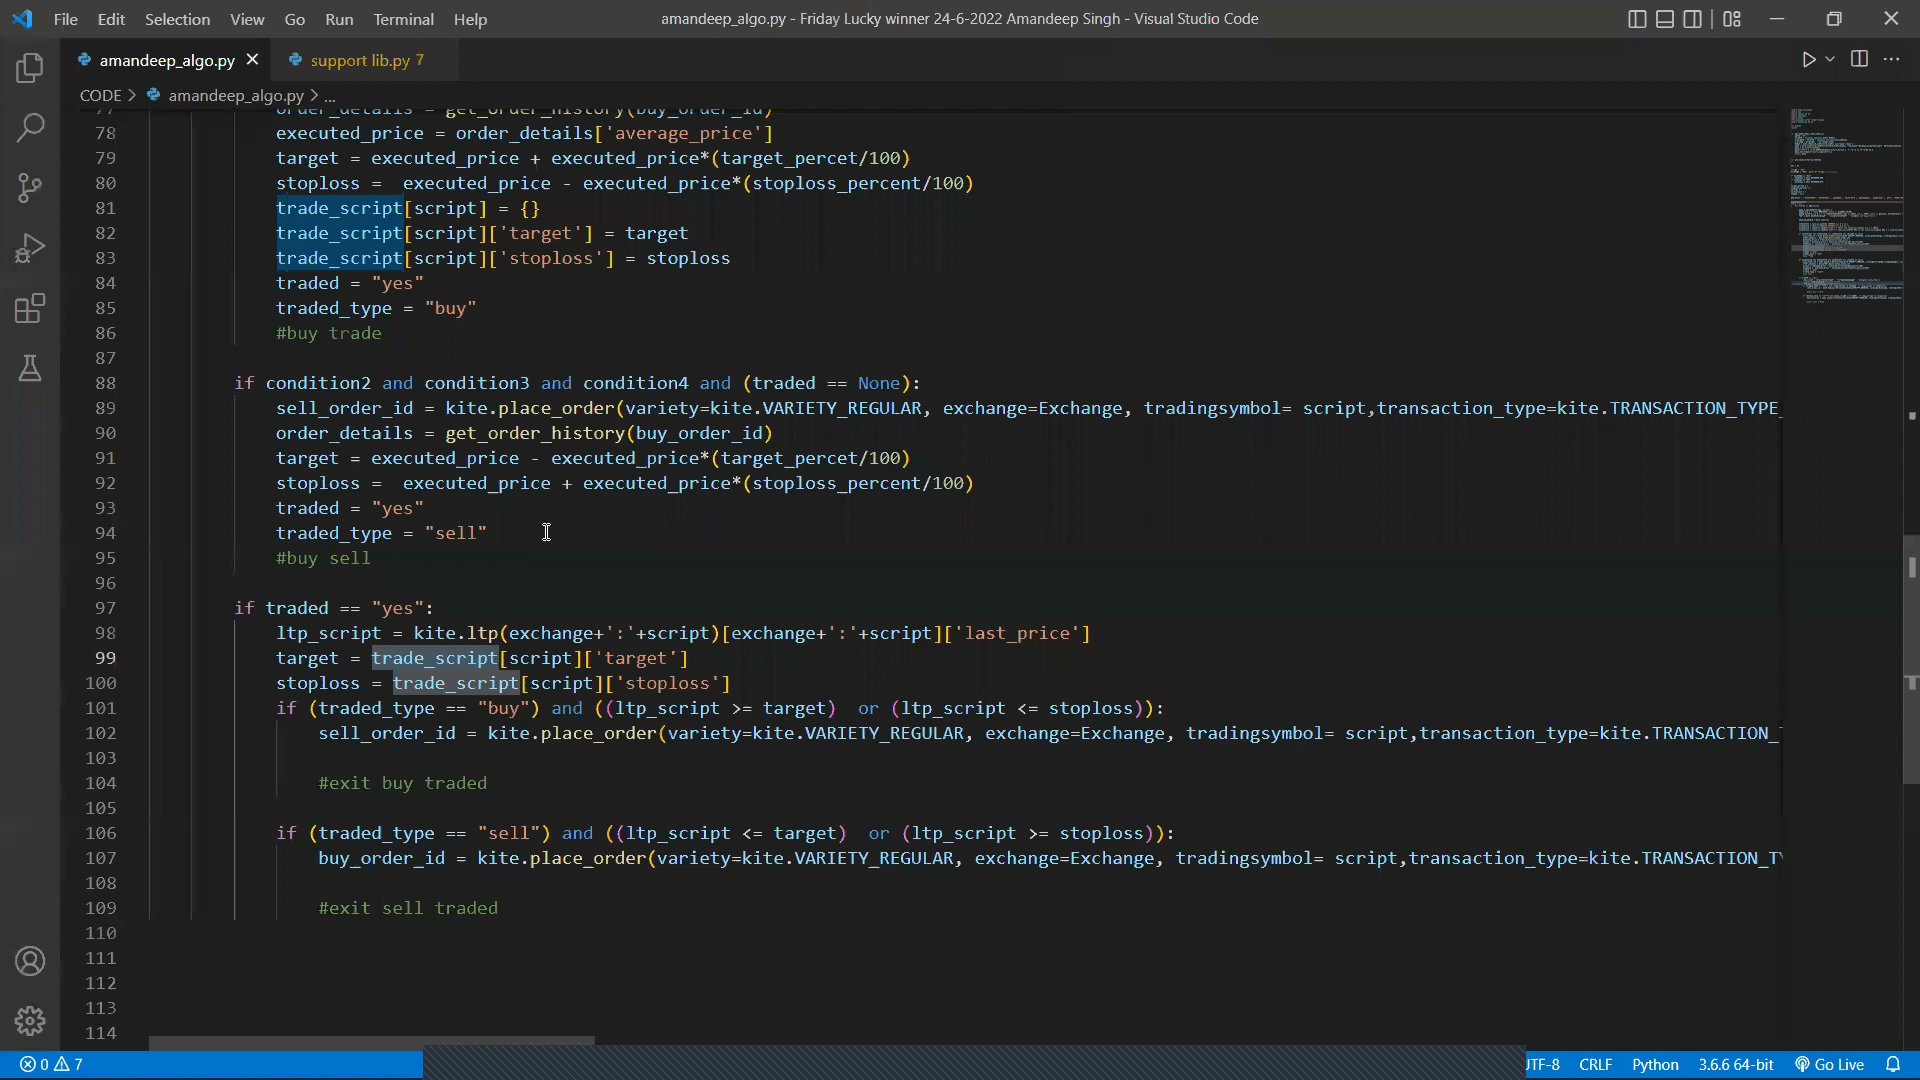 File Edit Selection View Go Run Terminal Help amandeep_algo.py - Friday Lucky winner 24-6-2022 Amandeep Singh - Visual Studio Code
amandeep_algo.py support lib.py 7
CODE > amandeep_algo.py > ...
77 order_details = get_order_history(buy_order_id)
78 executed_price = order_details['average_price']
79 target = executed_price + executed_price*(target_percet/100)
80 stoploss =  executed_price - executed_price*(stoploss_percent/100)
81 trade_script[script] = {}
82 trade_script[script]['target'] = target
83 trade_script[script]['stoploss'] = stoploss
84 traded = "yes"
85 traded_type = "buy"
86 #buy trade
87
88 if condition2 and condition3 and condition4 and (traded == None):
89 sell_order_id = kite.place_order(variety=kite.VARIETY_REGULAR, exchange=Exchange, tradingsymbol= script,transaction_type=kite.TRANSACTION_TYPE_
90 order_details = get_order_history(buy_order_id)
91 target = executed_price - executed_price*(target_percet/100)
92 stoploss =  executed_price + executed_price*(stoploss_percent/100)
93 traded = "yes"
94 traded_type = "sell"
95 #buy sell
96
97 if traded == "yes":
98 ltp_script = kite.ltp(exchange+':'+script)[exchange+':'+script]['last_price']
99 target = trade_script[script]['target']
100 stoploss = trade_script[script]['stoploss']
101 if (traded_type == "buy") and ((ltp_script >= target)  or (ltp_script <= stoploss)):
102 sell_order_id = kite.place_order(variety=kite.VARIETY_REGULAR, exchange=Exchange, tradingsymbol= script,transaction_type=kite.TRANSACTION_
103
104 #exit buy traded
105
106 if (traded_type == "sell") and ((ltp_script <= target)  or (ltp_script >= stoploss)):
107 buy_order_id = kite.place_order(variety=kite.VARIETY_REGULAR, exchange=Exchange, tradingsymbol= script,transaction_type=kite.TRANSACTION_T
108
109 #exit sell traded
110
111
112
113
114
0 7 UTF-8 CRLF Python 3.6.6 64-bit Go Live